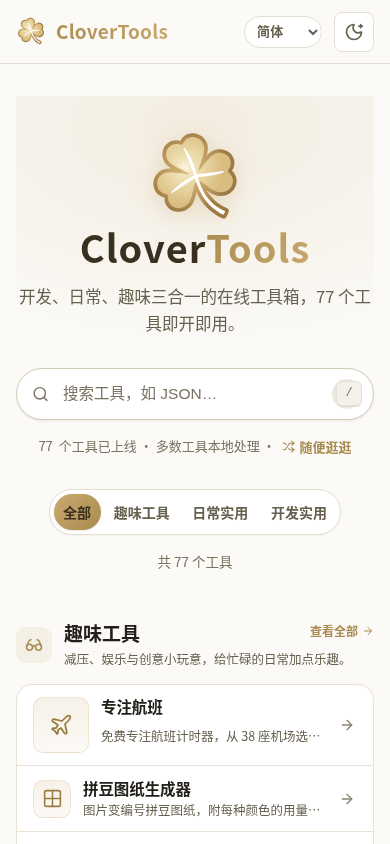 CloverTools
简体
CloverTools
开发、日常、趣味三合一的在线工具箱，77 个工
具即开即用。
搜索工具，如 JSON…
/
77 个工具已上线 • 多数工具本地处理 • 随便逛逛
全部 趣味工具 日常实用 开发实用
共 77 个工具
趣味工具
查看全部
减压、娱乐与创意小玩意，给忙碌的日常加点乐趣。
专注航班
免费专注航班计时器，从 38 座机场选…
拼豆图纸生成器
图片变编号拼豆图纸，附每种颜色的用量…